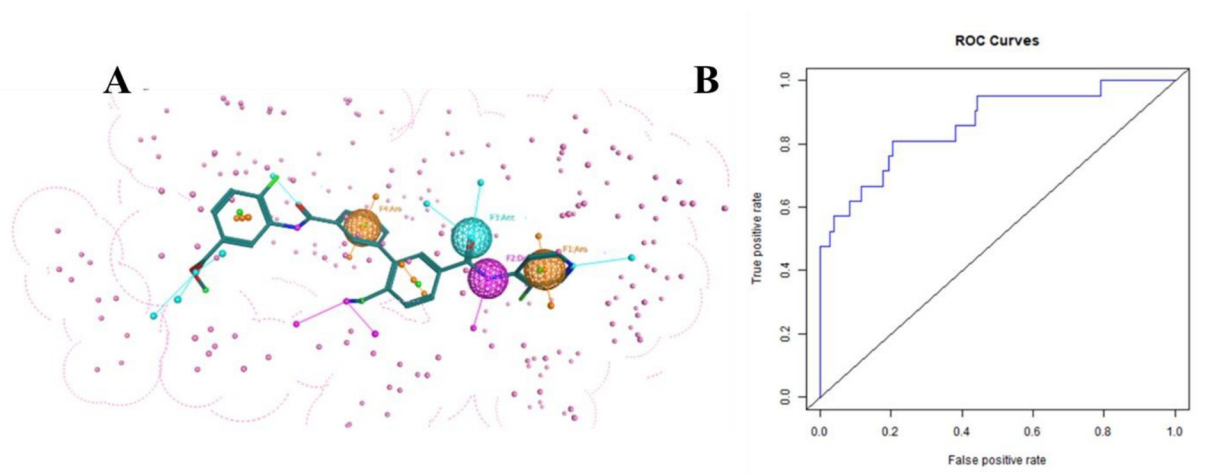 A
B
F4:Aro
F3:Acc
F2:Do
F1:Aro
ROC Curves
True positive rate
0.0 0.2 0.4 0.6 0.8 1.0
0.0 0.2 0.4 0.6 0.8 1.0
False positive rate